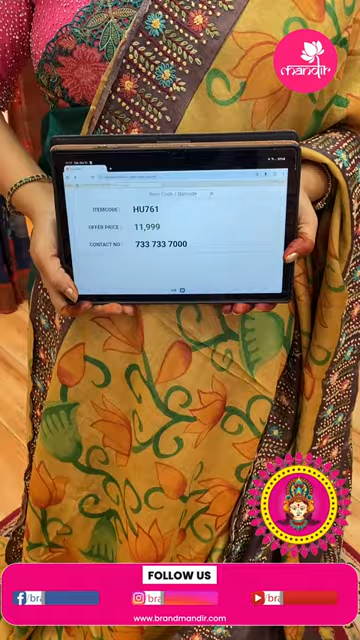 mandir
Item Code / Barcode
ITEMCODE : HU761
OFFER PRICE : 11,999
CONTACT NO : 733 733 7000
FOLLOW US
www.brandmandir.com